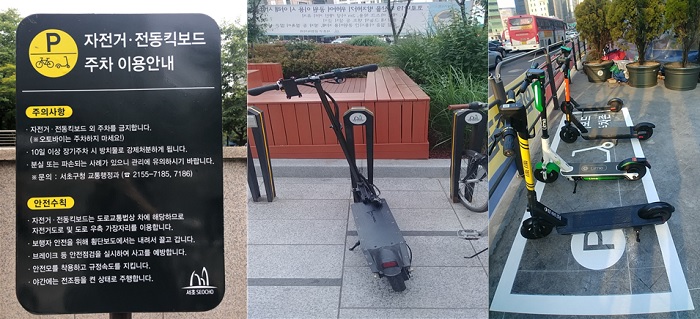 P
자전거·전동킥보드
주차 이용안내
주의사항
· 자전거·전동킥보드 외 주차를 금지합니다.
(※오토바이는 주차하지 마세요!)
· 10일 이상 장기주차 시 방치물로 강제처분하게 됩니다.
· 분실 또는 파손되는 사례가 있으니 관리에 유의하시기 바랍니다.
※ 문의 : 서초구청 교통행정과 (☎ 2155-7185, 7186)
안전수칙
· 자전거·전동킥보드는 도로교통법상 차에 해당하므로
자전거도로 및 도로 우측 가장자리를 이용합니다.
· 보행자 안전을 위해 횡단보도에서는 내려서 끌고 갑니다.
· 브레이크 등 안전점검을 실시하여 사고를 예방합니다.
· 안전모를 착용하고 규정속도를 지킵니다.
· 야간에는 전조등을 켠 상태로 주행합니다.
서초 SEOCHO
P